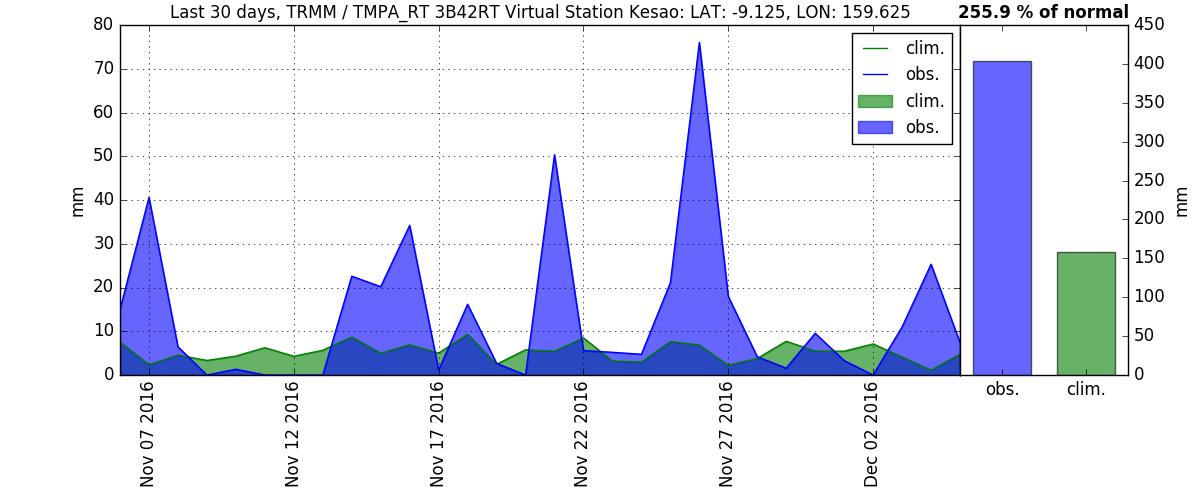 Last 30 days, TRMM / TMPA_RT 3B42RT Virtual Station Kesao: LAT: -9.125, LON: 159.625
255.9 % of normal
80
70
60
50
40
30
20
10
0
mm
clim.
obs.
clim.
obs.
450
400
350
300
250
200
150
100
50
0
mm
Nov 07 2016
Nov 12 2016
Nov 17 2016
Nov 22 2016
Nov 27 2016
Dec 02 2016
obs.
clim.